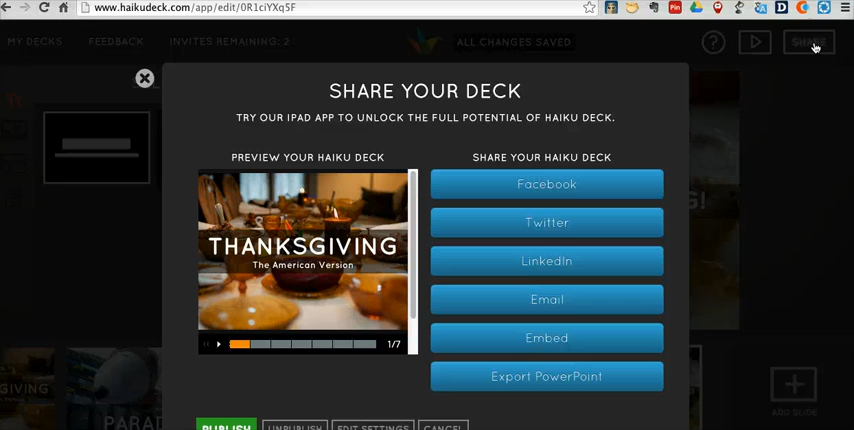 www.haikudeck.com/app/edit/0R1ciYXq5F
Pin
MY DECKS
FEEDBACK
INVITES REMAINING: 2
ALL CHANGES SAVED
?
SHARE
SHARE YOUR DECK
TRY OUR IPAD APP TO UNLOCK THE FULL POTENTIAL OF HAIKU DECK.
PREVIEW YOUR HAIKU DECK
SHARE YOUR HAIKU DECK
THANKSGIVING
The American Version
1/7
Facebook
Twitter
LinkedIn
Email
Embed
Export PowerPoint
ADD SLIDE
PUBLISH
UNPUBLISH
EDIT SETTINGS
CANCEL